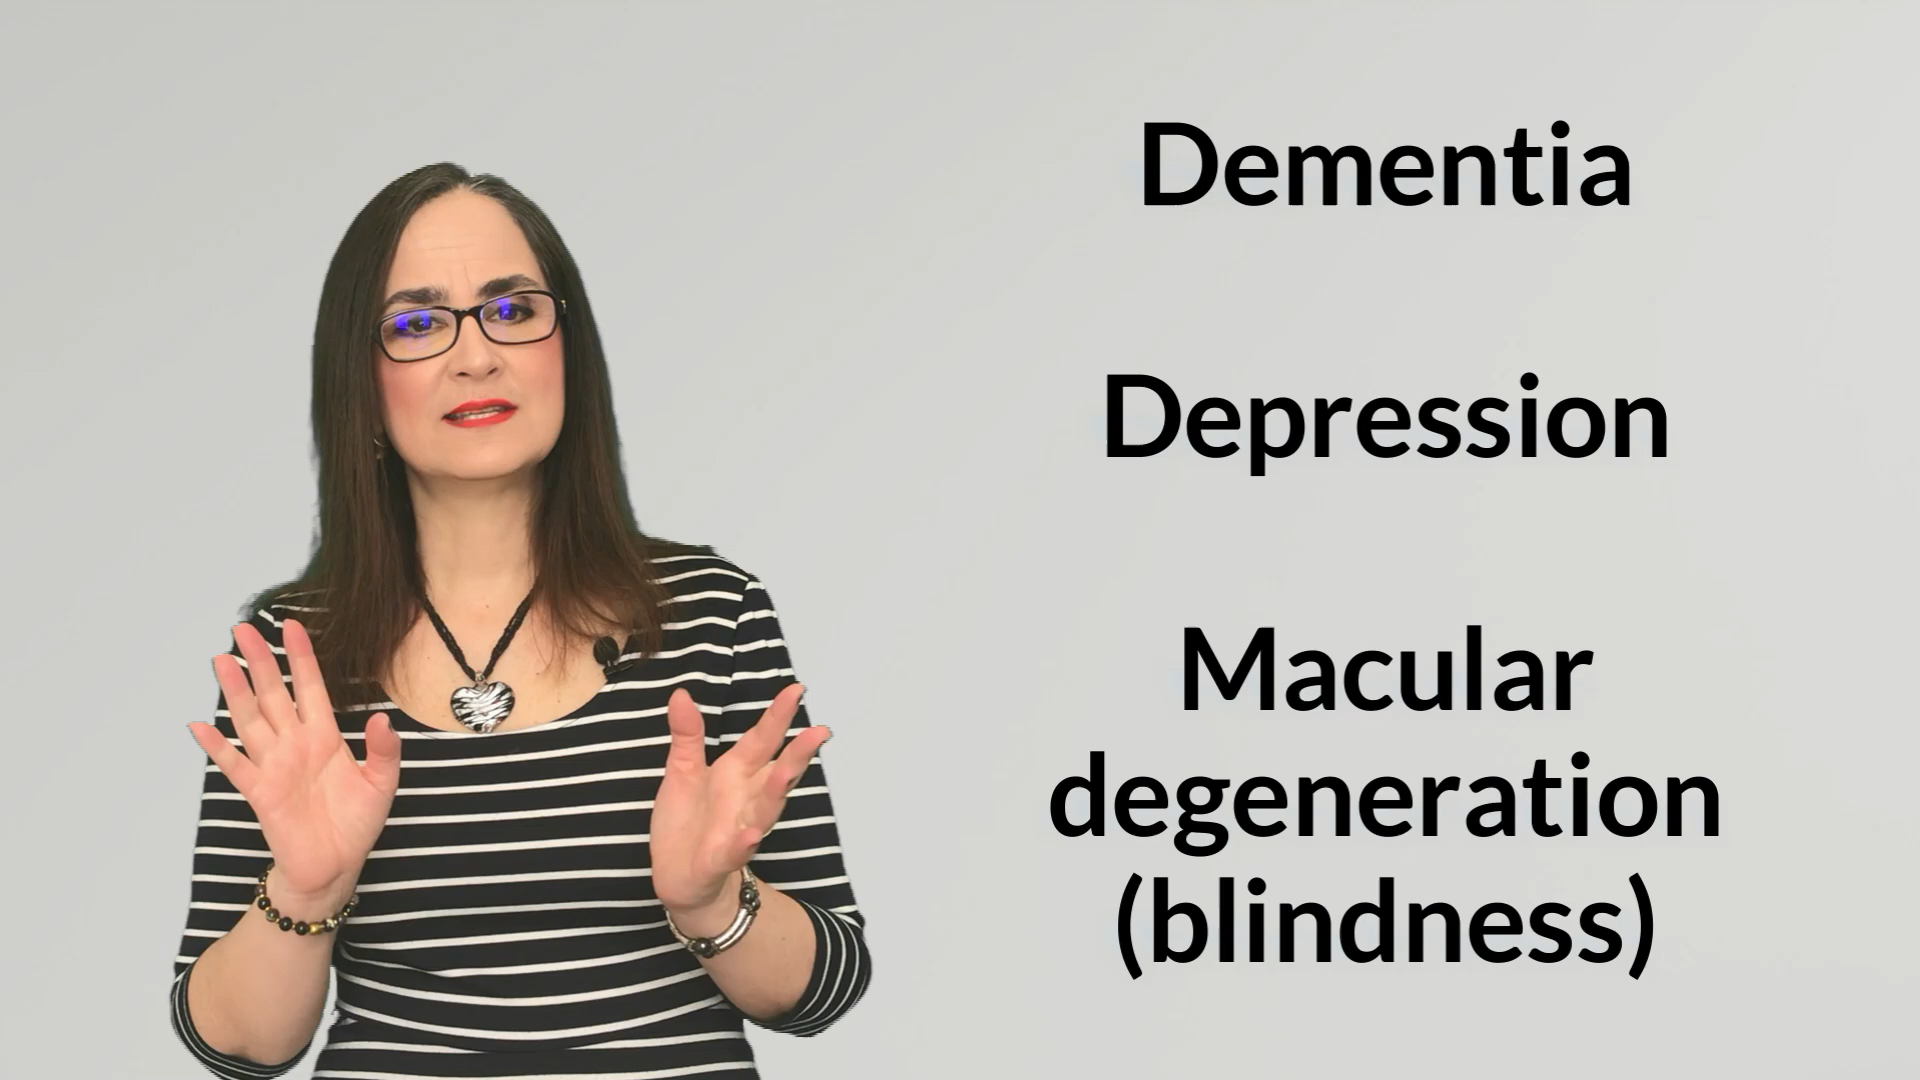 Dementia
Depression
Macular
degeneration
(blindness)